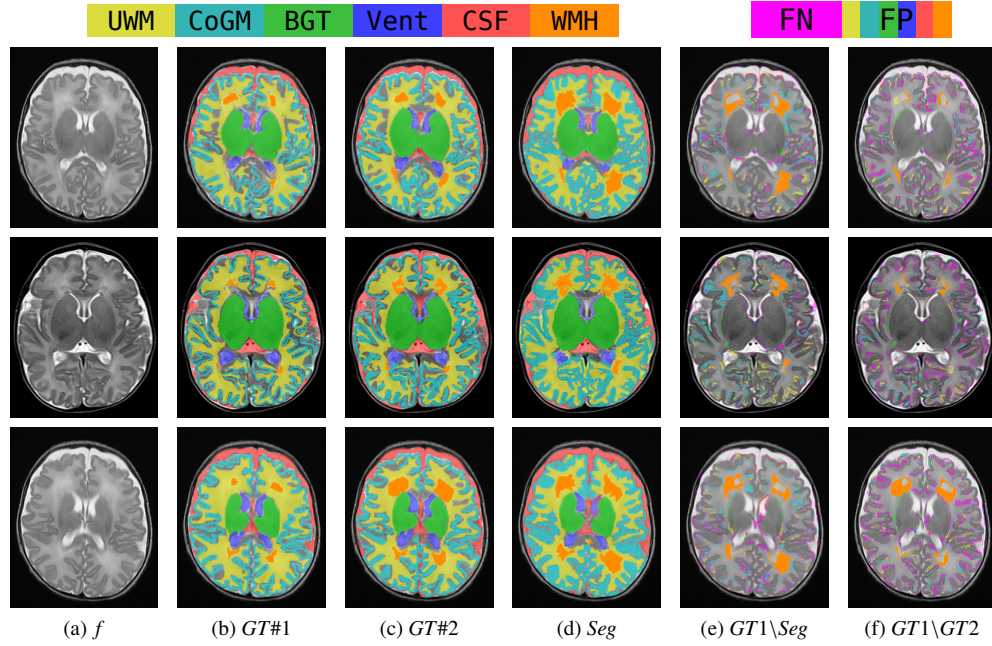 UWM CoGM BGT Vent CSF WMH FN FP
(a) f (b) GT#1 (c) GT#2 (d) Seg (e) GT1\Seg (f) GT1\GT2